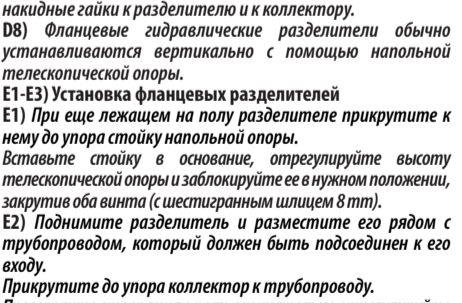 накидные гайки к разделителю и к коллектору.
D8) Фланцевые гидравлические разделители обычно
устанавливаются вертикально с помощью напольной
телескопической опоры.
E1-E3) Установка фланцевых разделителей
E1) При еще лежащем на полу разделителе прикрутите к
нему до упора стойку напольной опоры.
Вставьте стойку в основание, отрегулируйте высоту
телескопической опоры и заблокируйте ее в нужном положении,
закрутив оба винта (с шестигранным шлицем 8 mm).
E2) Поднимите разделитель и разместите его рядом с
трубопроводом, который должен быть подсоединен к его
входу.
Прикрутите до упора коллектор к трубопроводу.